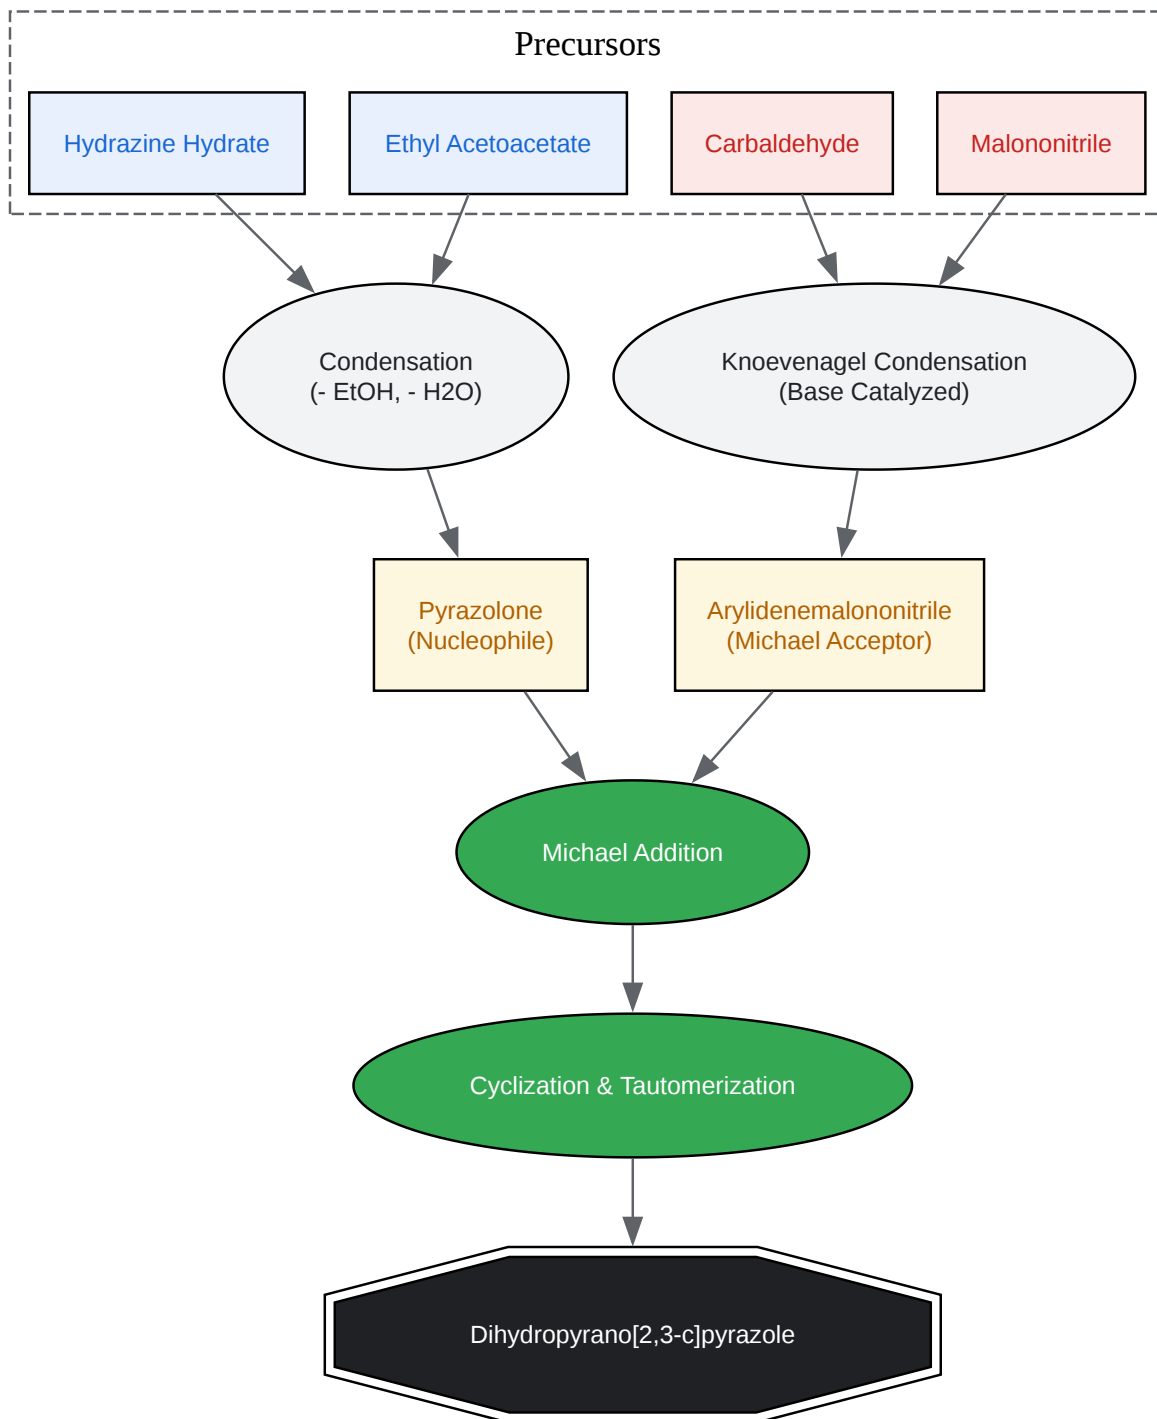 Precursors
Hydrazine Hydrate
Ethyl Acetoacetate
Carbaldehyde
Malononitrile
Condensation
(- EtOH, - H2O)
Knoevenagel Condensation
(Base Catalyzed)
Pyrazolone
(Nucleophile)
Arylidenemalononitrile
(Michael Acceptor)
Michael Addition
Cyclization & Tautomerization
Dihydropyrano[2,3-c]pyrazole